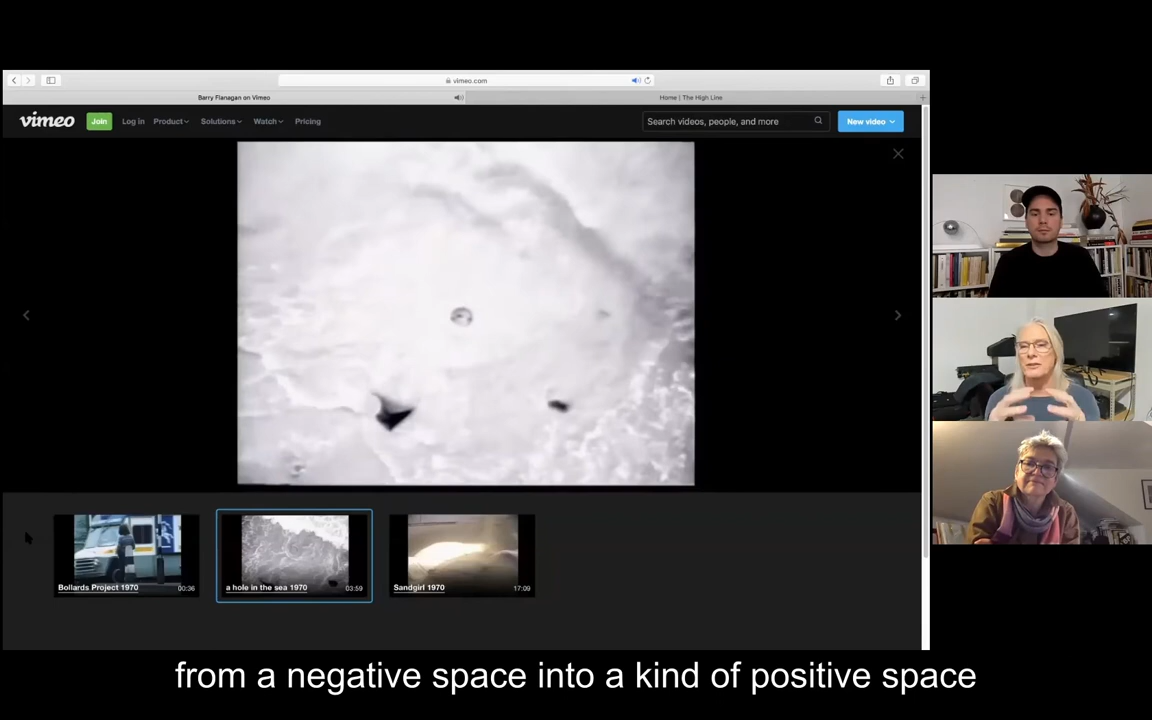 vimeo.com
Barry Flanagan on Vimeo
Home | The High Line
vimeo Join Log in Product Solutions Watch Pricing Search videos, people, and more New video
Bollards Project 1970 00:36
a hole in the sea 1970 03:59
Sandgirl 1970 17:09
from a negative space into a kind of positive space